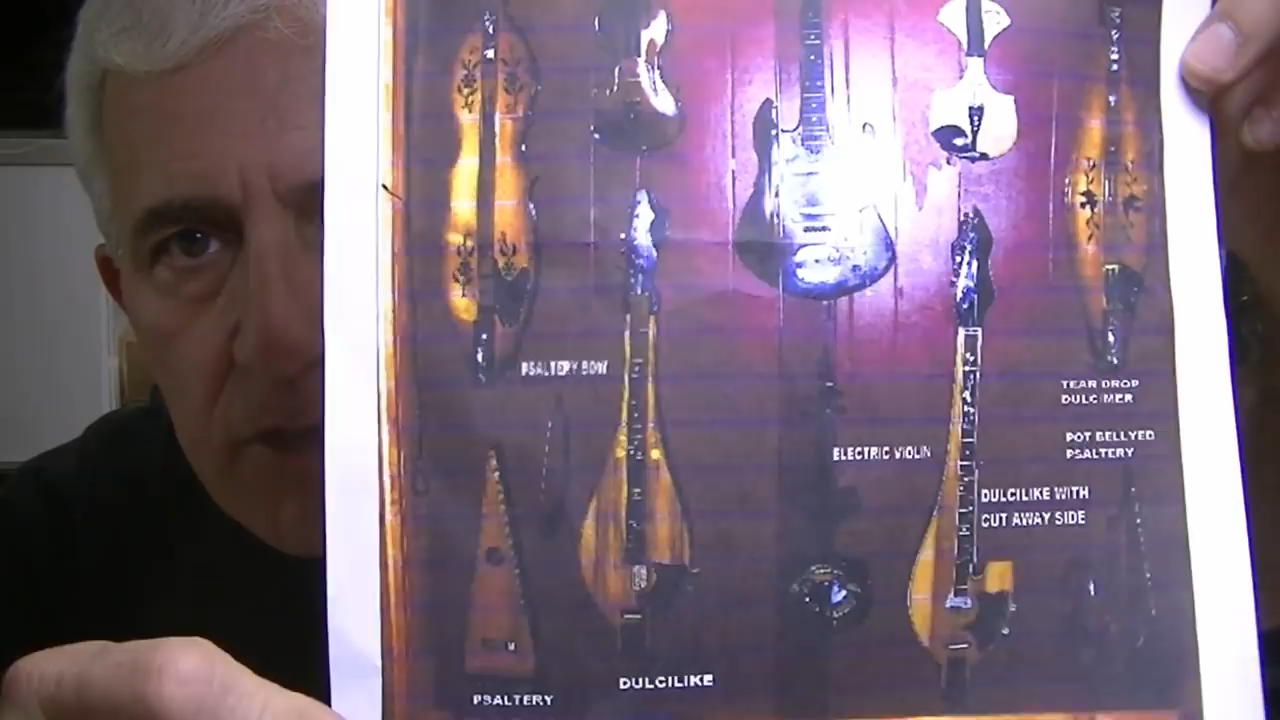 PSALTERY BOW
TEAR DROP
DULCIMER
POT BELLYED
PSALTERY
ELECTRIC VIOLIN
DULCILIKE WITH
CUT AWAY SIDE
DULCILIKE
PSALTERY